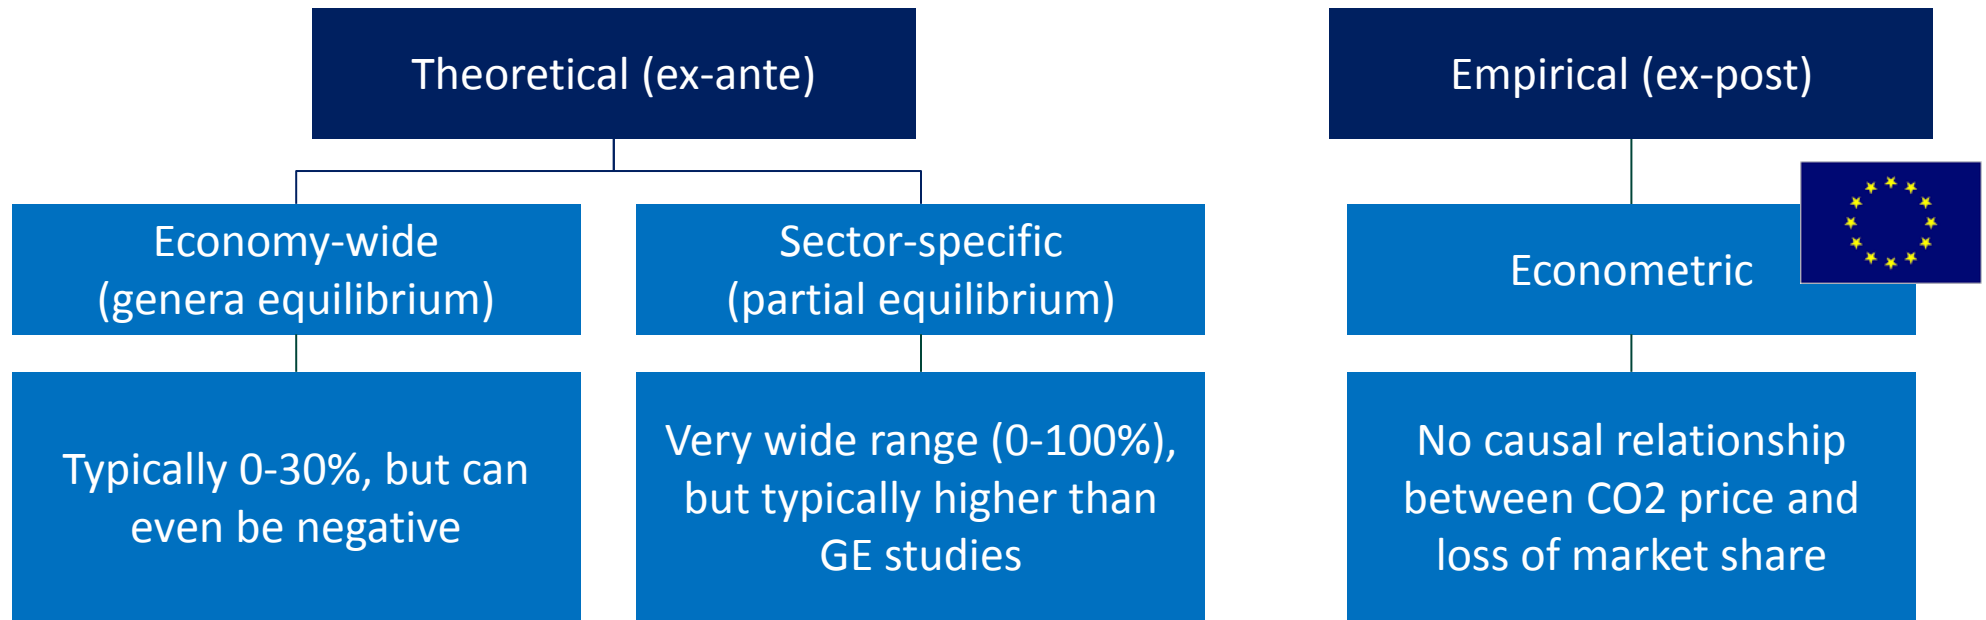 Theoretical (ex-ante)
Empirical (ex-post)
Economy-wide
(genera equilibrium)
Sector-specific
(partial equilibrium)
Econometric
Typically 0-30%, but can
even be negative
Very wide range (0-100%),
but typically higher than
GE studies
No causal relationship
between CO2 price and
loss of market share